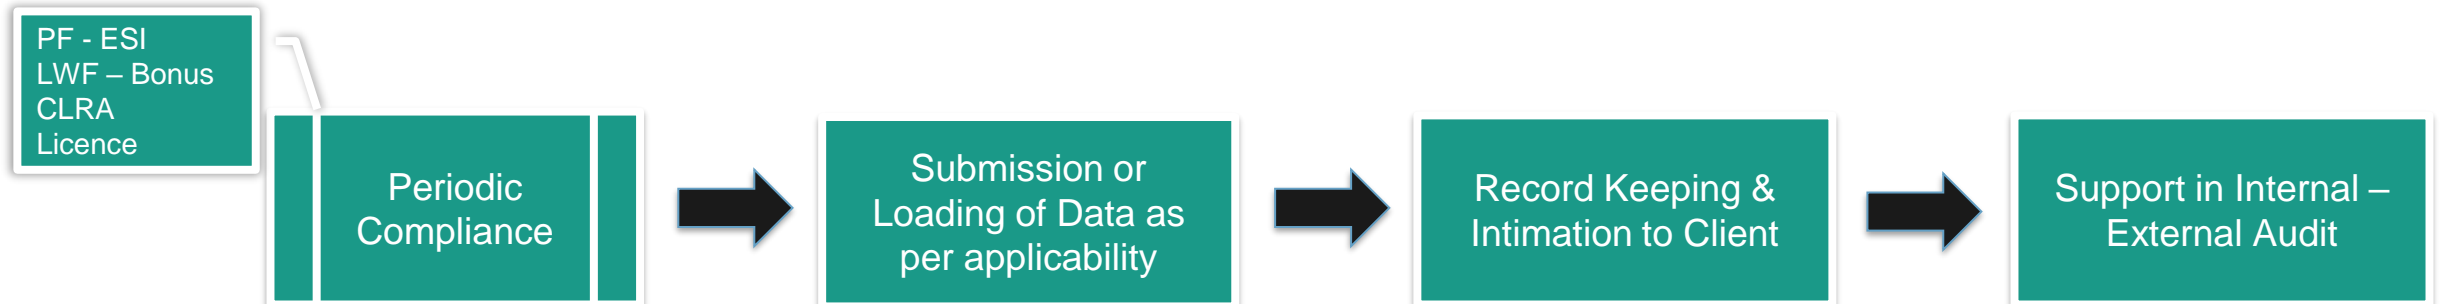 PF - ESI
LWF – Bonus
CLRA
Licence
Periodic
Compliance
Submission or
Loading of Data as
per applicability
Record Keeping &
Intimation to Client
Support in Internal –
External Audit